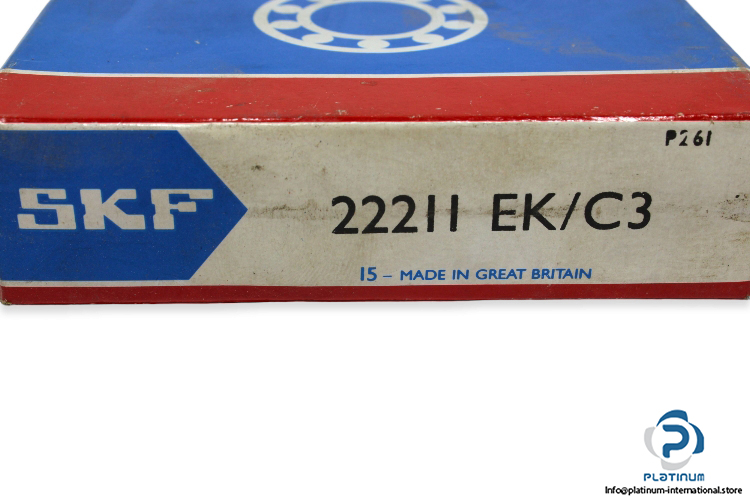 P261
SKF
22211 EK/C3
15 – MADE IN GREAT BRITAIN
PLATINUM
Info@platinum-international.store